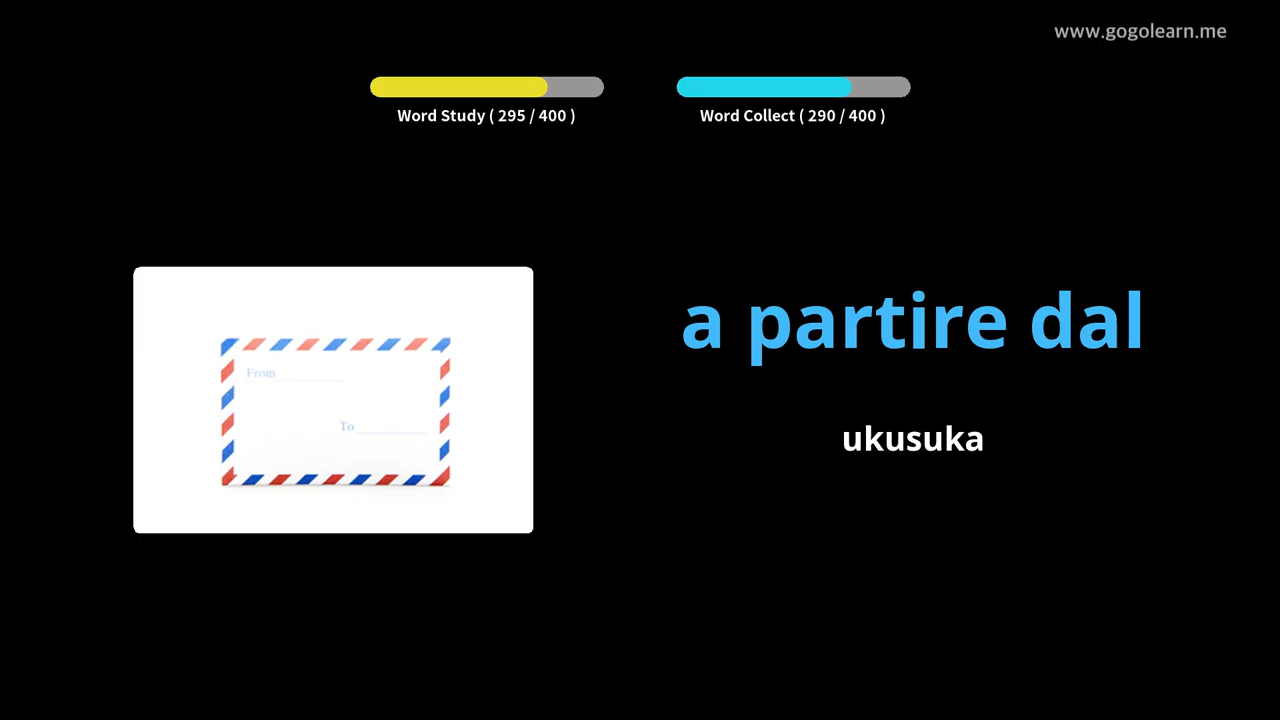 www.gogolearn.me
Word Study ( 295 / 400 )
Word Collect ( 290 / 400 )
From
To
a partire dal
ukusuka